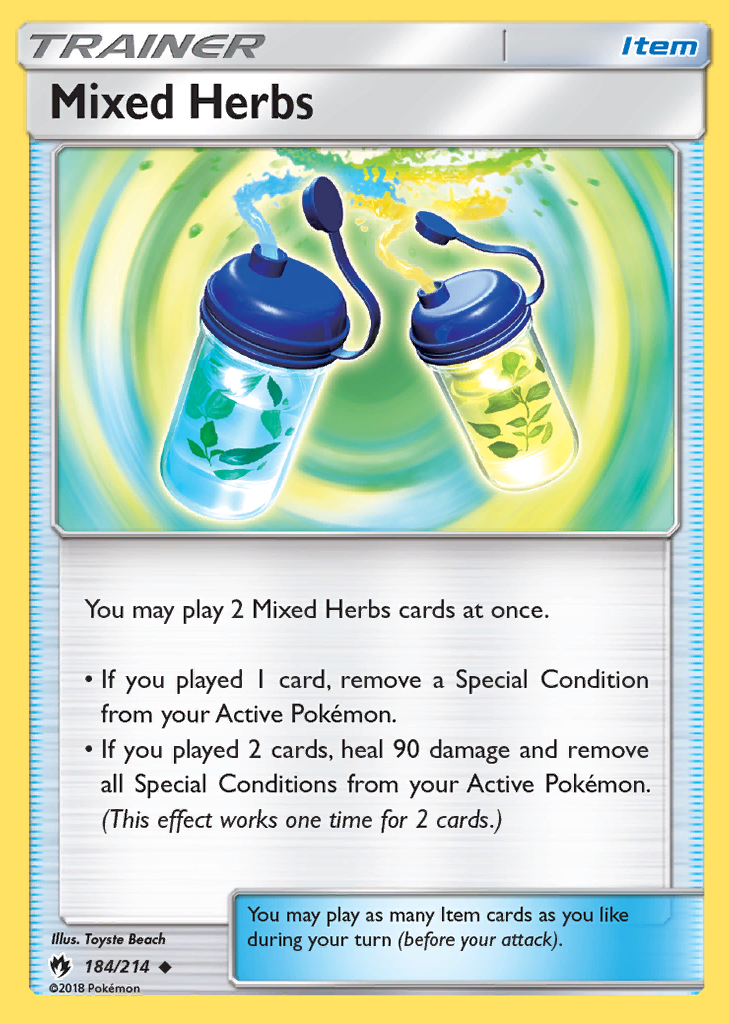 TRAINER
Item
Mixed Herbs
You may play 2 Mixed Herbs cards at once.
• If you played 1 card, remove a Special Condition
from your Active Pokémon.
• If you played 2 cards, heal 90 damage and remove
all Special Conditions from your Active Pokémon.
(This effect works one time for 2 cards.)
You may play as many Item cards as you like
during your turn (before your attack).
Illus. Toyste Beach
184/214 ◆
©2018 Pokémon